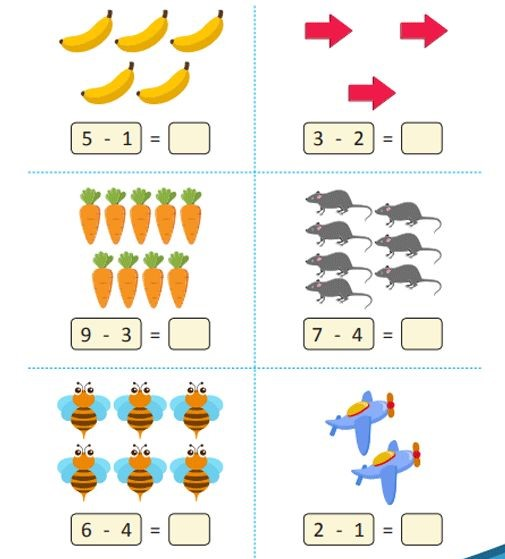 5 - 1 =
3 - 2 =
9 - 3 =
7 - 4 =
6 - 4 =
2 - 1 =